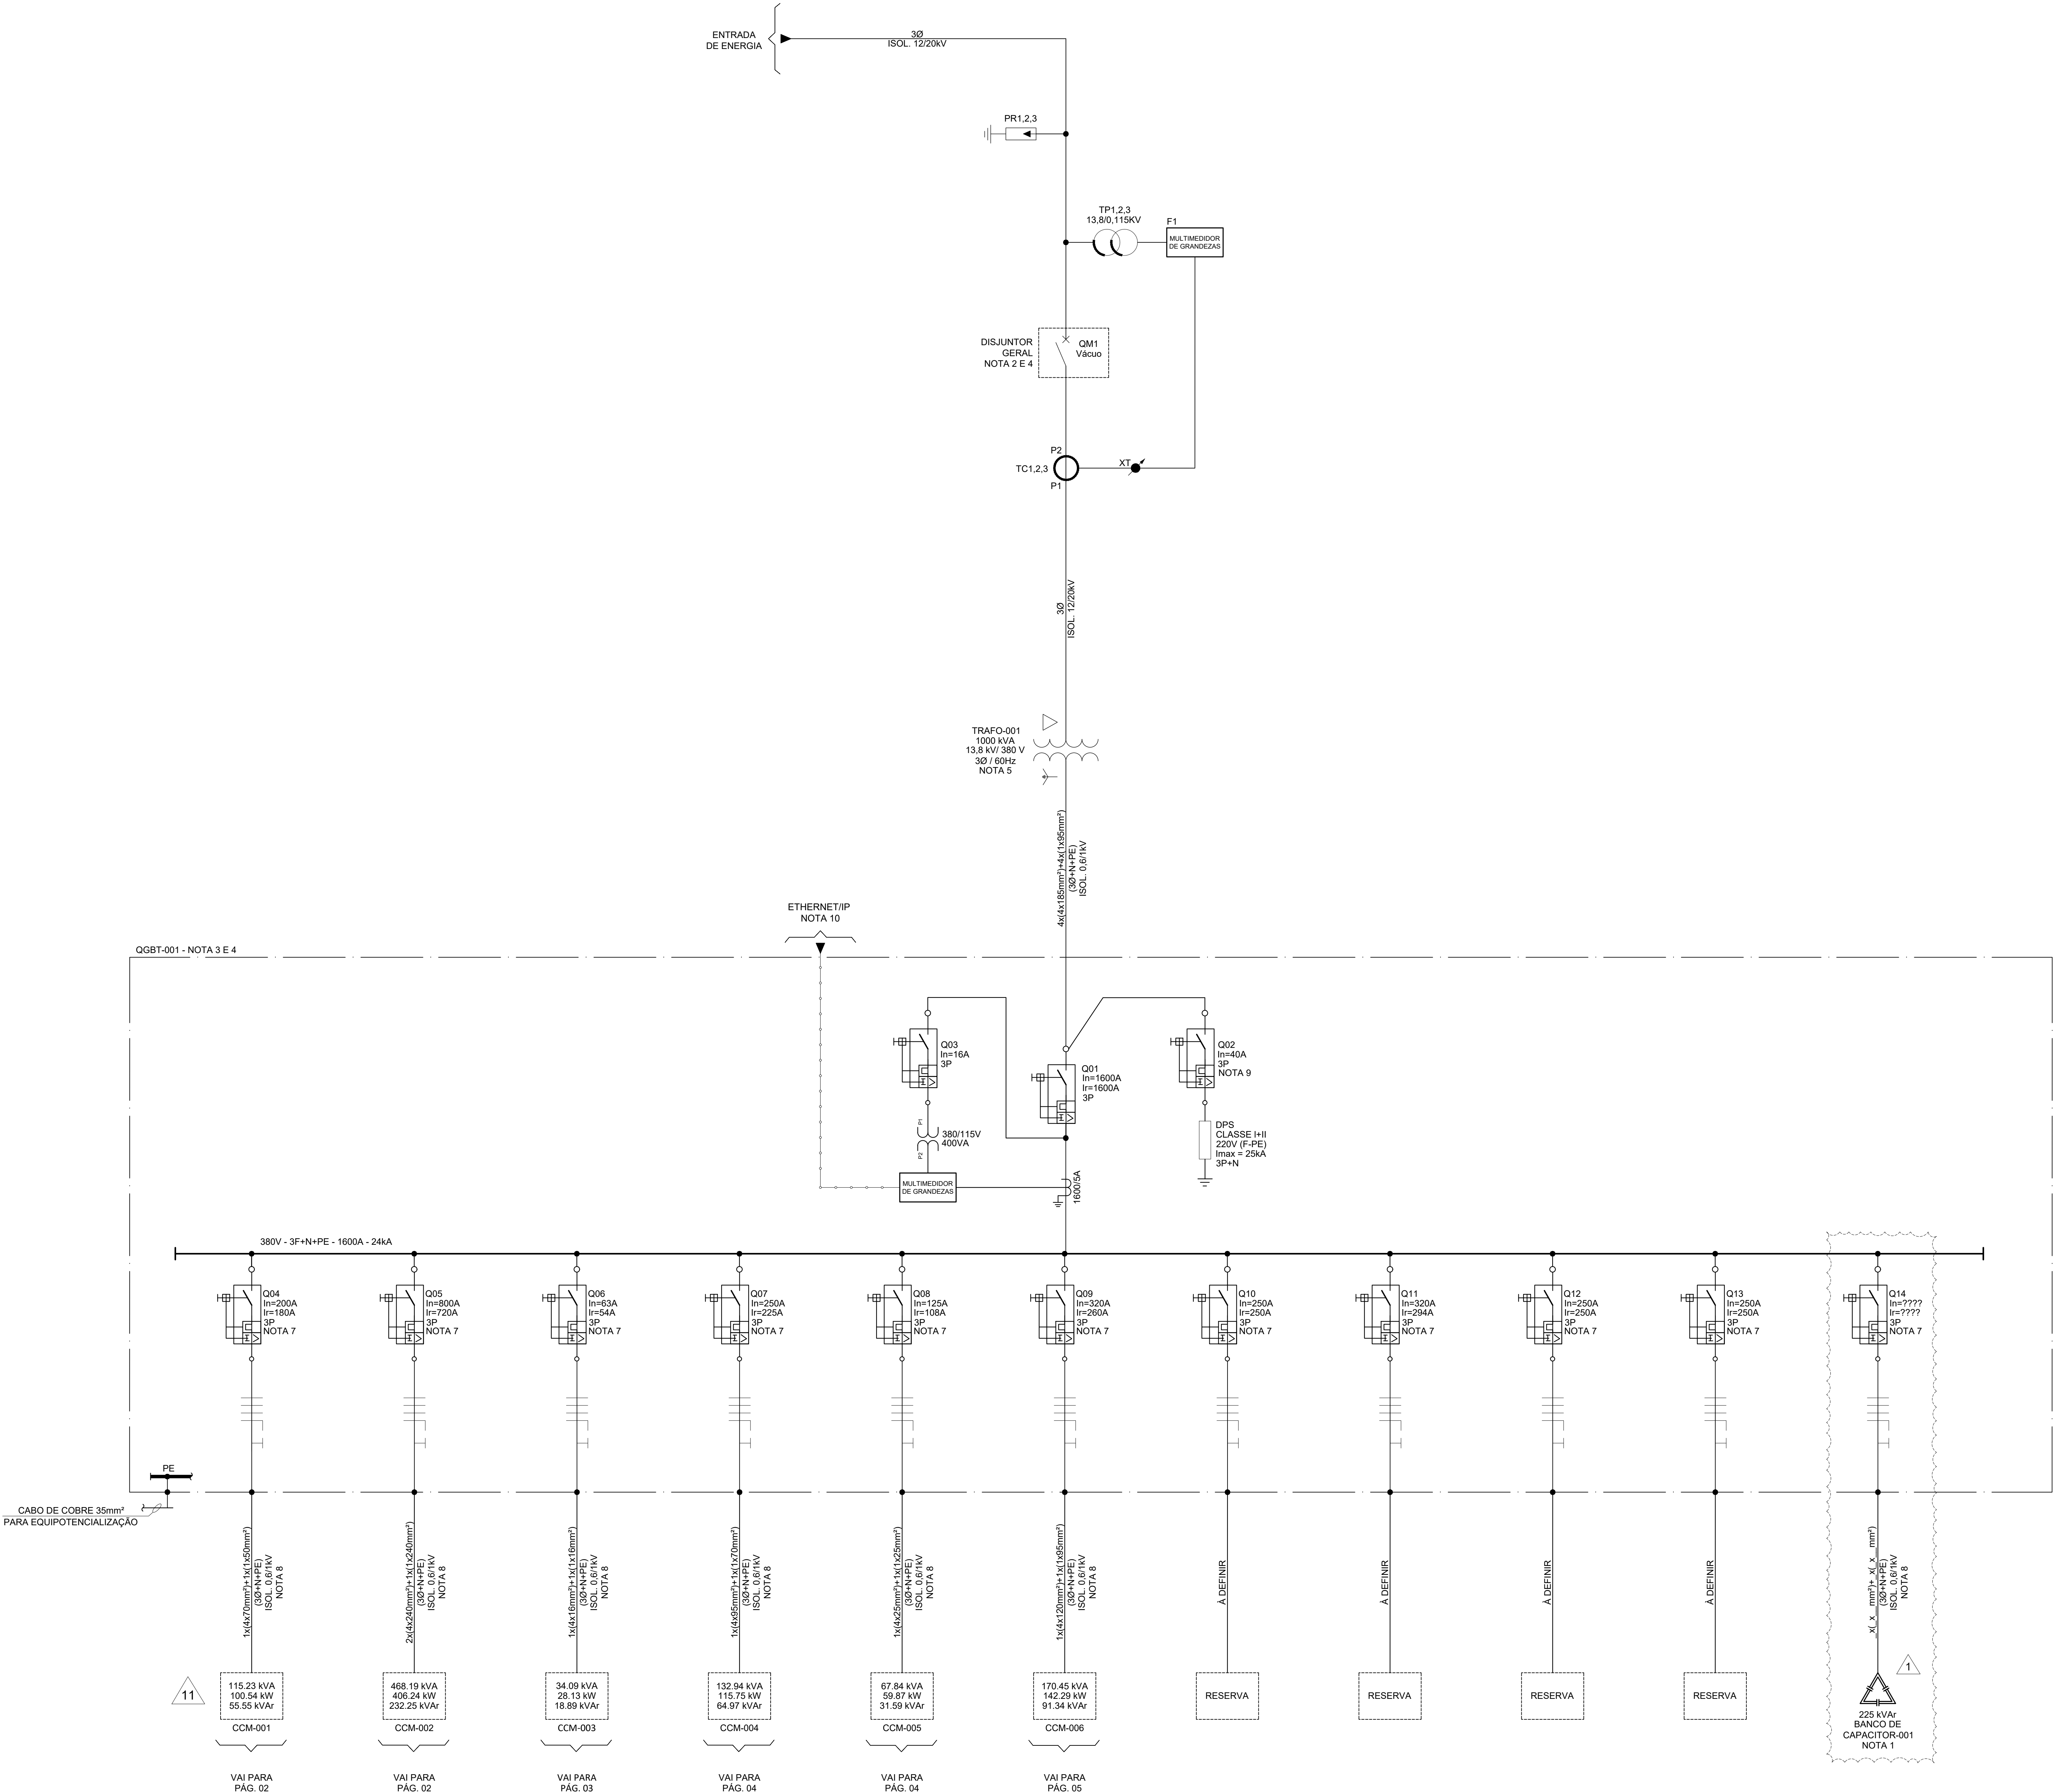 ENTRADA
DE ENERGIA
3Ø
ISOL. 12/20kV
PR1,2,3
TP1,2,3
13,8/0,115KV
F1
MULTIMEDIDOR
DE GRANDEZAS
DISJUNTOR
GERAL
NOTA 2 E 4
QM1
Vácuo
P2
TC1,2,3
P1
XT
3Ø
ISOL. 12/20kV
TRAFO-001
1000 kVA
13,8 kV/ 380 V
3Ø / 60Hz
NOTA 5
4x(4x185mm²)+4x(1x95mm²)
(3Ø+N+PE)
ISOL. 0,6/1kV
ETHERNET/IP
NOTA 10
QGBT-001 - NOTA 3 E 4
Q03
In=16A
3P
Q01
In=1600A
Ir=1600A
3P
Q02
In=40A
3P
NOTA 9
P1
380/115V
400VA
P2
DPS
CLASSE I+II
220V (F-PE)
Imax = 25kA
3P+N
MULTIMEDIDOR
DE GRANDEZAS
1600/5A
380V - 3F+N+PE - 1600A - 24kA
Q04
In=200A
Ir=180A
3P
NOTA 7
Q05
In=800A
Ir=720A
3P
NOTA 7
Q06
In=63A
Ir=54A
3P
NOTA 7
Q07
In=250A
Ir=225A
3P
NOTA 7
Q08
In=125A
Ir=108A
3P
NOTA 7
Q09
In=320A
Ir=260A
3P
NOTA 7
Q10
In=250A
Ir=250A
3P
NOTA 7
Q11
In=320A
Ir=294A
3P
NOTA 7
Q12
In=250A
Ir=250A
3P
NOTA 7
Q13
In=250A
Ir=250A
3P
NOTA 7
Q14
In=????
Ir=????
3P
NOTA 7
PE
CABO DE COBRE 35mm²
PARA EQUIPOTENCIALIZAÇÃO
1x(4x70mm²)+1x(1x50mm²)
(3Ø+N+PE)
ISOL. 0,6/1kV
NOTA 8
2x(4x240mm²)+1x(1x240mm²)
(3Ø+N+PE)
ISOL. 0,6/1kV
NOTA 8
1x(4x16mm²)+1x(1x16mm²)
(3Ø+N+PE)
ISOL. 0,6/1kV
NOTA 8
1x(4x95mm²)+1x(1x70mm²)
(3Ø+N+PE)
ISOL. 0,6/1kV
NOTA 8
1x(4x25mm²)+1x(1x25mm²)
(3Ø+N+PE)
ISOL. 0,6/1kV
NOTA 8
1x(4x120mm²)+1x(1x95mm²)
(3Ø+N+PE)
ISOL. 0,6/1kV
NOTA 8
À DEFINIR
À DEFINIR
À DEFINIR
À DEFINIR
_x(_x_ mm²)+_x(_x_ mm²)
(3Ø+N+PE)
ISOL. 0,6/1kV
NOTA 8
11
115.23 kVA
100.54 kW
55.55 kVAr
CCM-001
VAI PARA
PÁG. 02
468.19 kVA
406.24 kW
232.25 kVAr
CCM-002
VAI PARA
PÁG. 02
34.09 kVA
28.13 kW
18.89 kVAr
CCM-003
VAI PARA
PÁG. 03
132.94 kVA
115.75 kW
64.97 kVAr
CCM-004
VAI PARA
PÁG. 04
67.84 kVA
59.87 kW
31.59 kVAr
CCM-005
VAI PARA
PÁG. 04
170.45 kVA
142.29 kW
91.34 kVAr
CCM-006
VAI PARA
PÁG. 05
RESERVA
RESERVA
RESERVA
RESERVA
1
225 kVAr
BANCO DE
CAPACITOR-001
NOTA 1